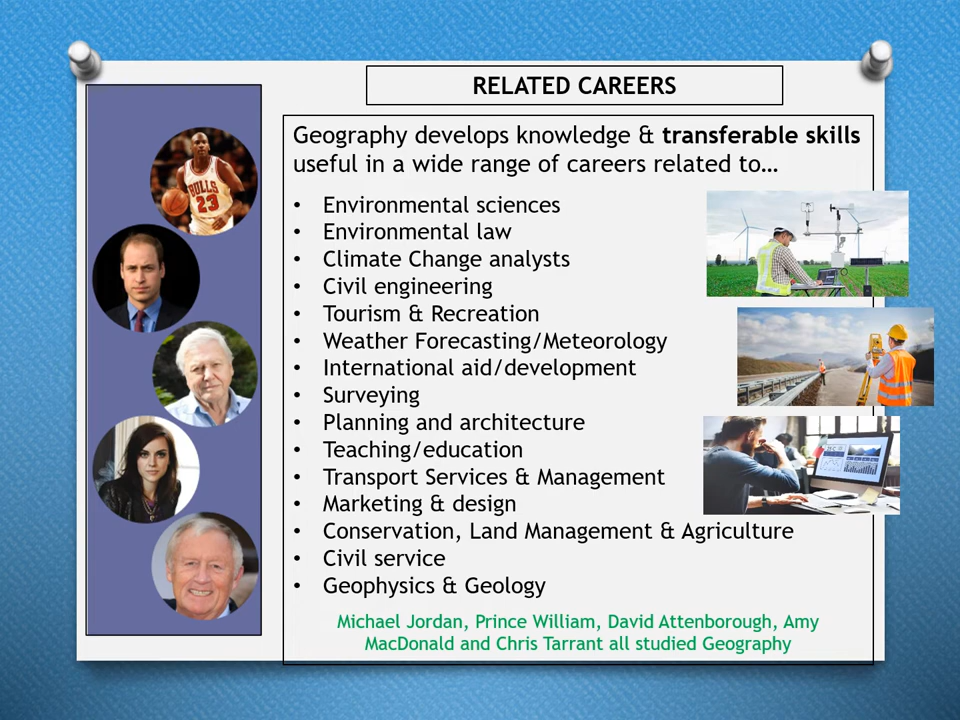 RELATED CAREERS
Geography develops knowledge & transferable skills
useful in a wide range of careers related to…
• Environmental sciences
• Environmental law
• Climate Change analysts
• Civil engineering
• Tourism & Recreation
• Weather Forecasting/Meteorology
• International aid/development
• Surveying
• Planning and architecture
• Teaching/education
• Transport Services & Management
• Marketing & design
• Conservation, Land Management & Agriculture
• Civil service
• Geophysics & Geology
Michael Jordan, Prince William, David Attenborough, Amy
MacDonald and Chris Tarrant all studied Geography
BULLS
23